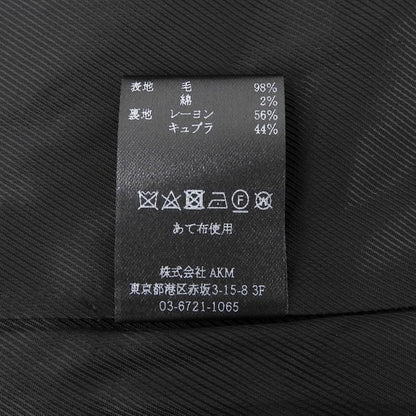 表地 毛 98%
綿 2%
裏地 レーヨン 56%
キュプラ 44%
F W
あて布使用
株式会社 AKM
東京都港区赤坂3-15-8 3F
03-6721-1065